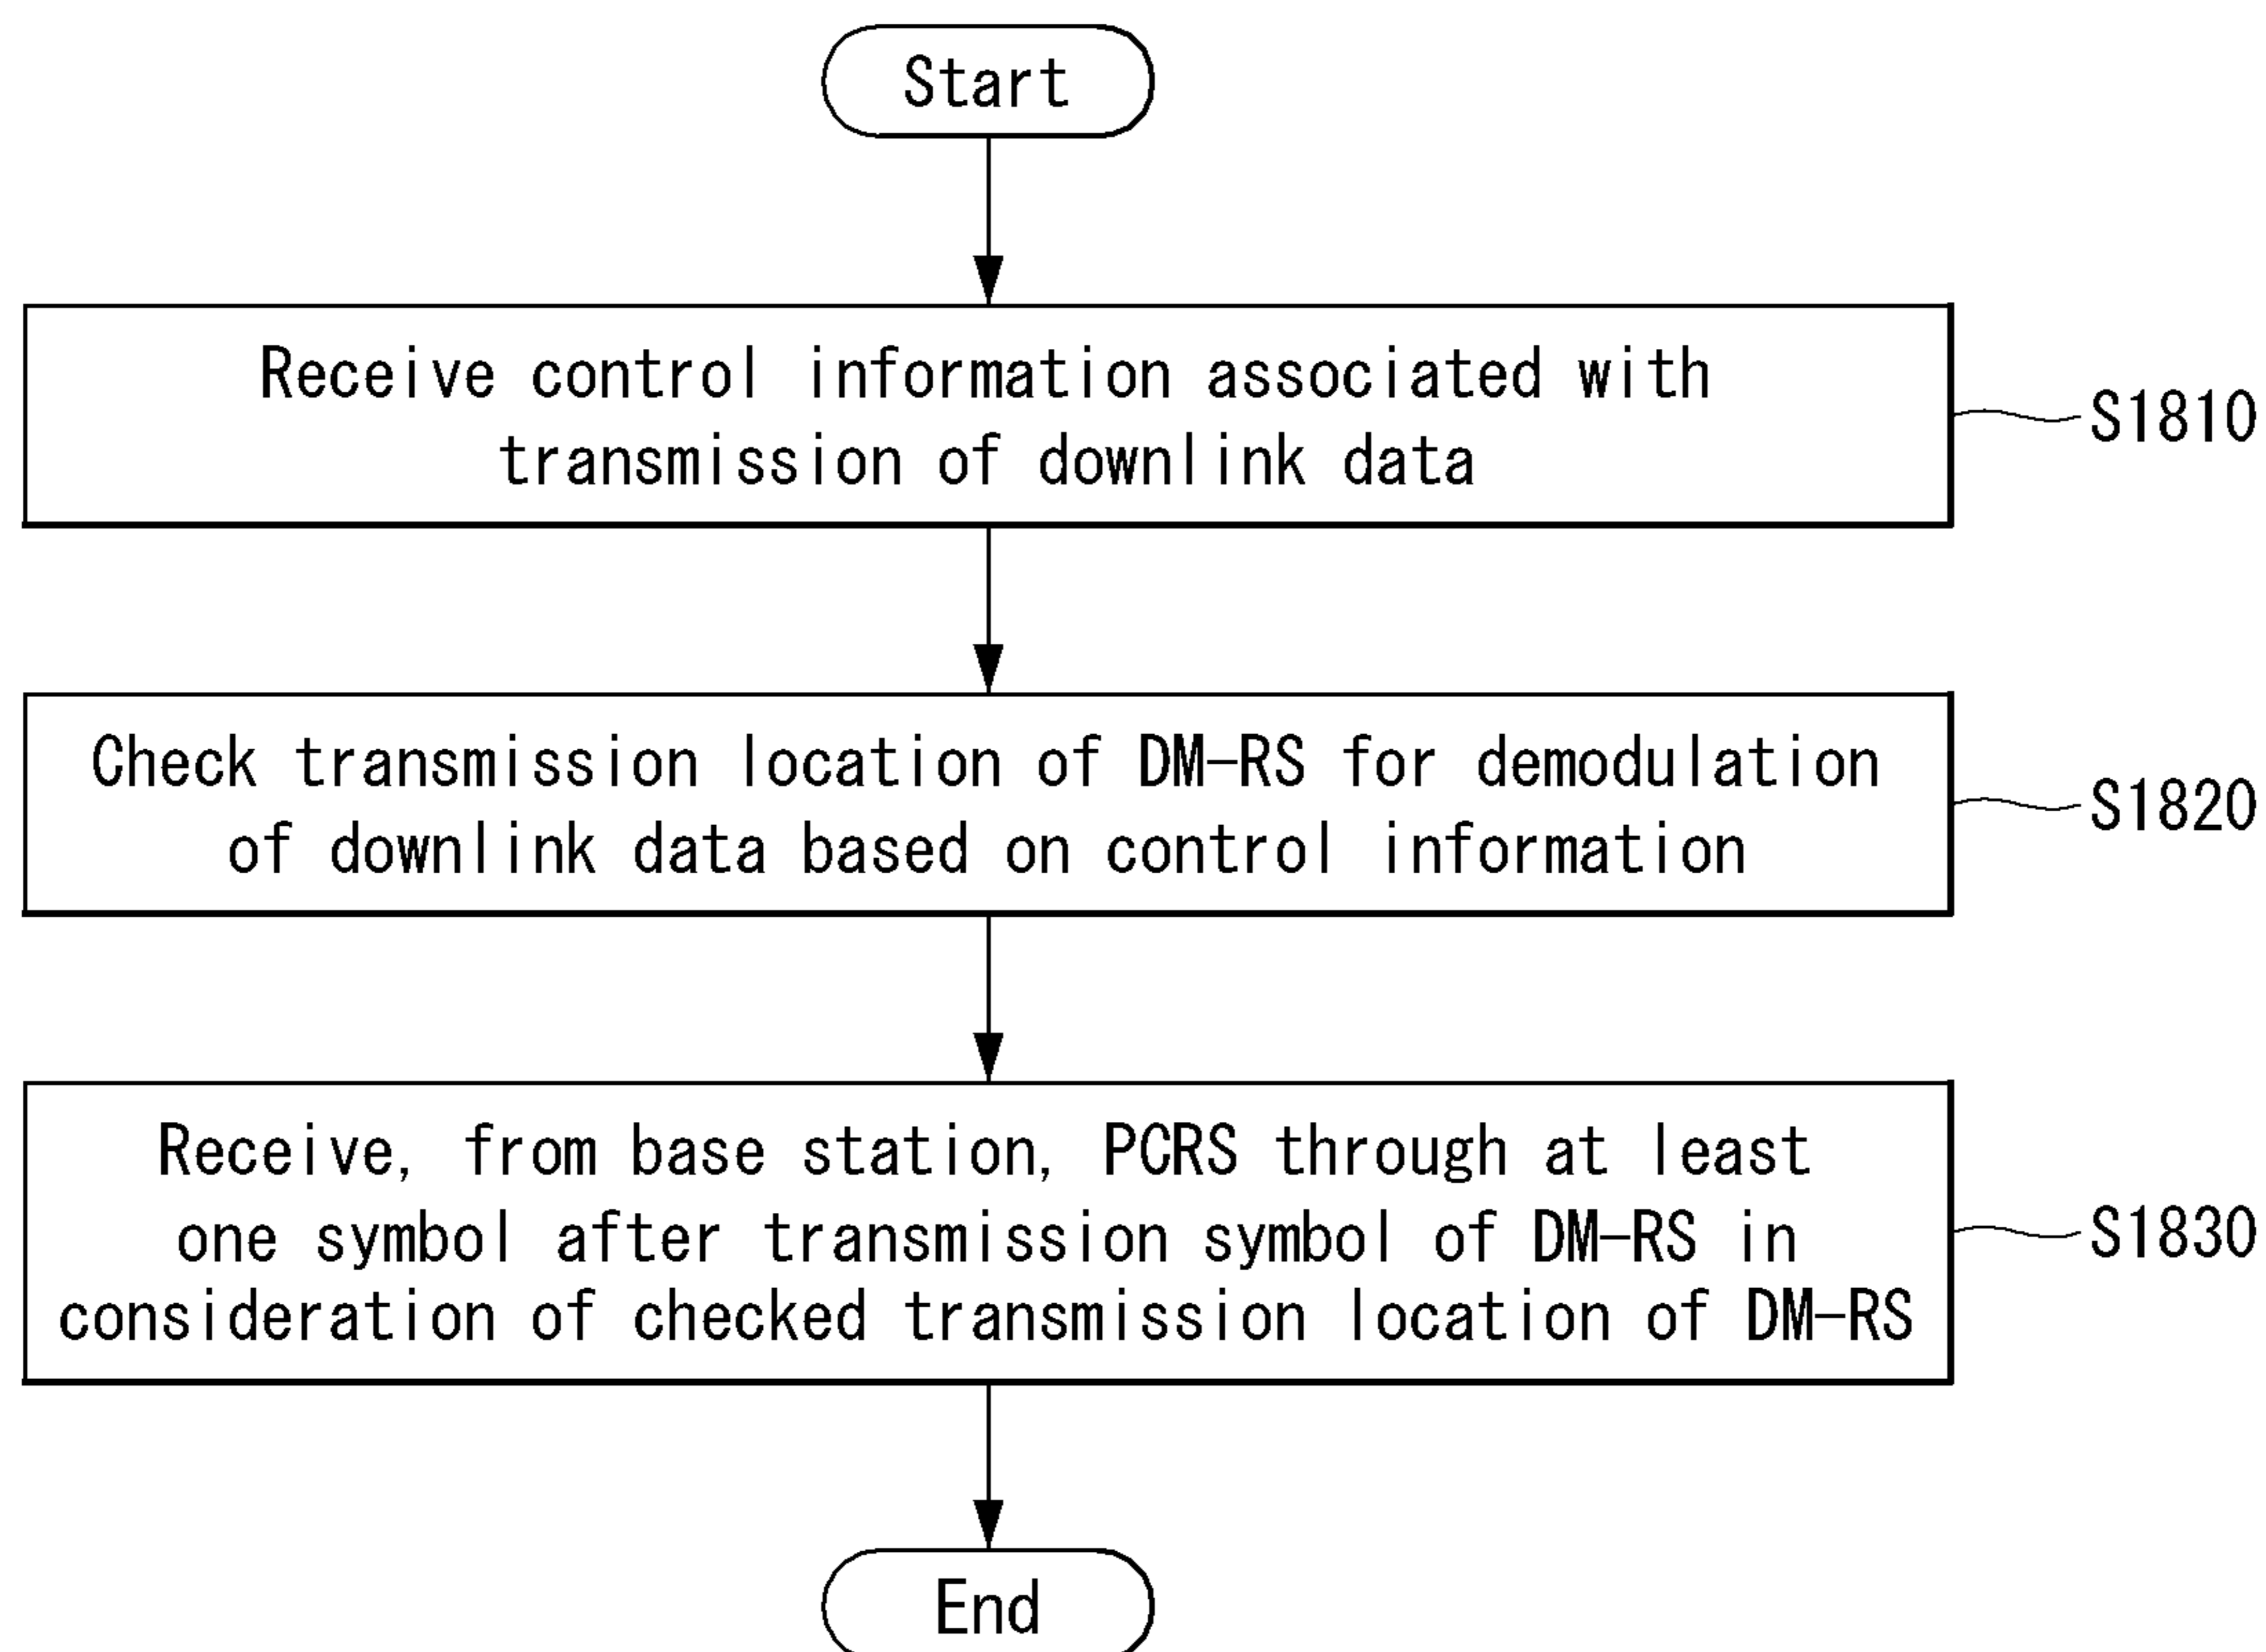 Start
Receive control information associated with
transmission of downlink data
S1810
Check transmission location of DM-RS for demodulation
of downlink data based on control information
S1820
Receive, from base station, PCRS through at least
one symbol after transmission symbol of DM-RS in
consideration of checked transmission location of DM-RS
S1830
End